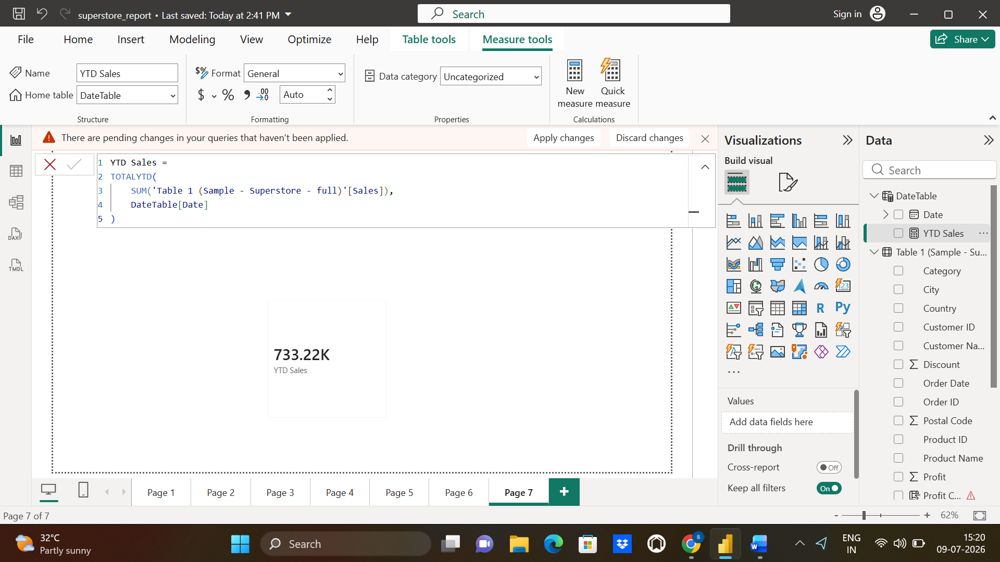 superstore_report • Last saved: Today at 2:41 PM
Search
Sign in
File
Home
Insert
Modeling
View
Optimize
Help
Table tools
Measure tools
Share
Name
YTD Sales
Home table
DateTable
Structure
$% Format
General
$ % 9 .00
Auto
Formatting
Data category
Uncategorized
Properties
New measure
Quick measure
Calculations
There are pending changes in your queries that haven't been applied.
Apply changes
Discard changes
1 YTD Sales =
2 TOTALYTD(
3 SUM('Table 1 (Sample - Superstore - full)'[Sales]),
4 DateTable[Date]
5 )
DAX
TMDL
733.22K
YTD Sales
Visualizations
Build visual
123
R
Py
...
Values
Add data fields here
Drill through
Cross-report
Off
Keep all filters
On
Data
Search
DateTable
Date
YTD Sales ...
Table 1 (Sample - Su...
Category
City
Country
Customer ID
Customer Na...
Discount
Order Date
Order ID
Postal Code
Product ID
Product Name
Profit
Profit C...
Page 1
Page 2
Page 3
Page 4
Page 5
Page 6
Page 7
+
Page 7 of 7
- + 62%
32°C
Partly sunny
Search
ENG
IN
15:20
09-07-2026